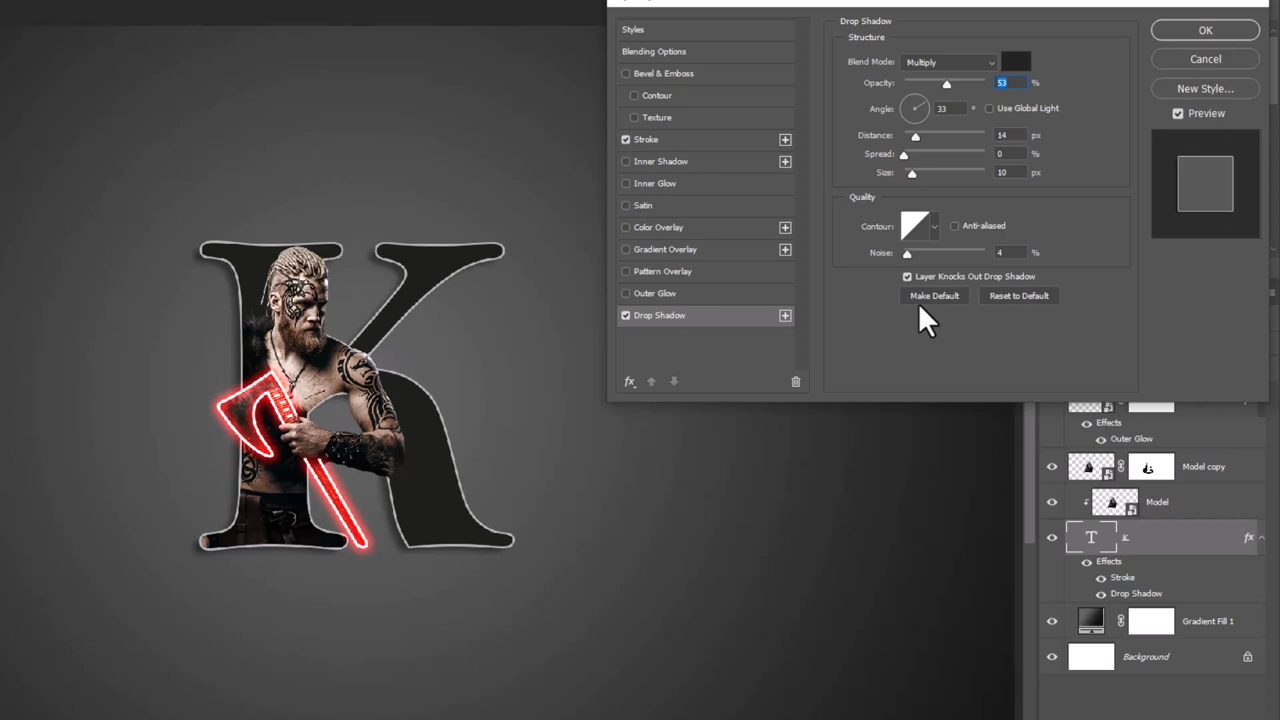 Styles
Blending Options
Bevel & Emboss
Contour
Texture
Stroke
Inner Shadow
Inner Glow
Satin
Color Overlay
Gradient Overlay
Pattern Overlay
Outer Glow
Drop Shadow
fx
Drop Shadow
Structure
Blend Mode: Multiply
Opacity: 53 %
Angle: 33 ° Use Global Light
Distance: 14 px
Spread: 0 %
Size: 10 px
Quality
Contour: Anti-aliased
Noise: 4 %
Layer Knocks Out Drop Shadow
Make Default Reset to Default
OK
Cancel
New Style...
Preview
K
Effects
Outer Glow
Model copy
Model
T K fx
Effects
Stroke
Drop Shadow
Gradient Fill 1
Background